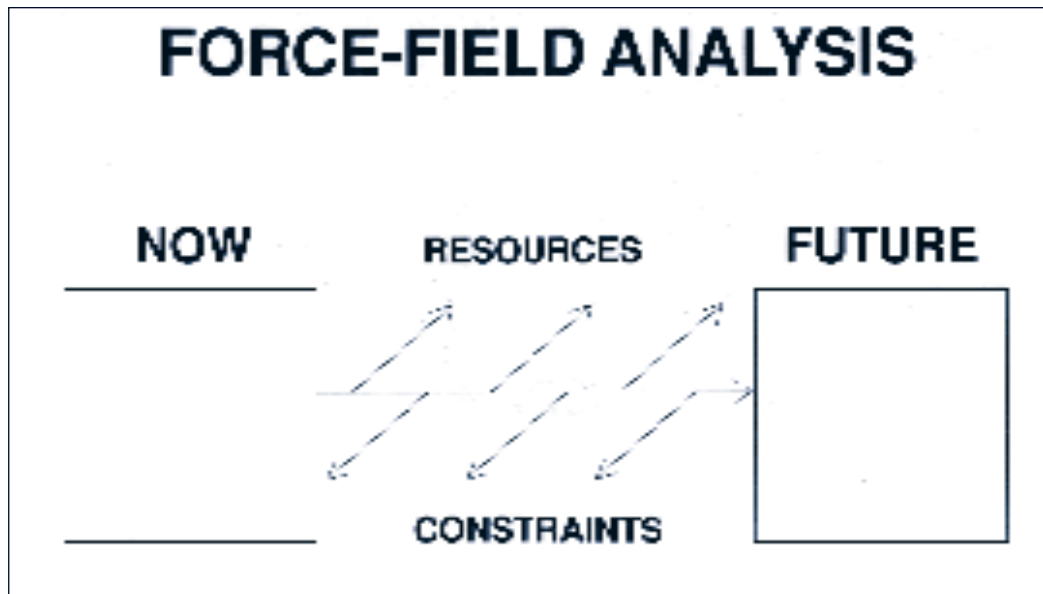 FORCE-FIELD ANALYSIS
NOW
RESOURCES
FUTURE
CONSTRAINTS